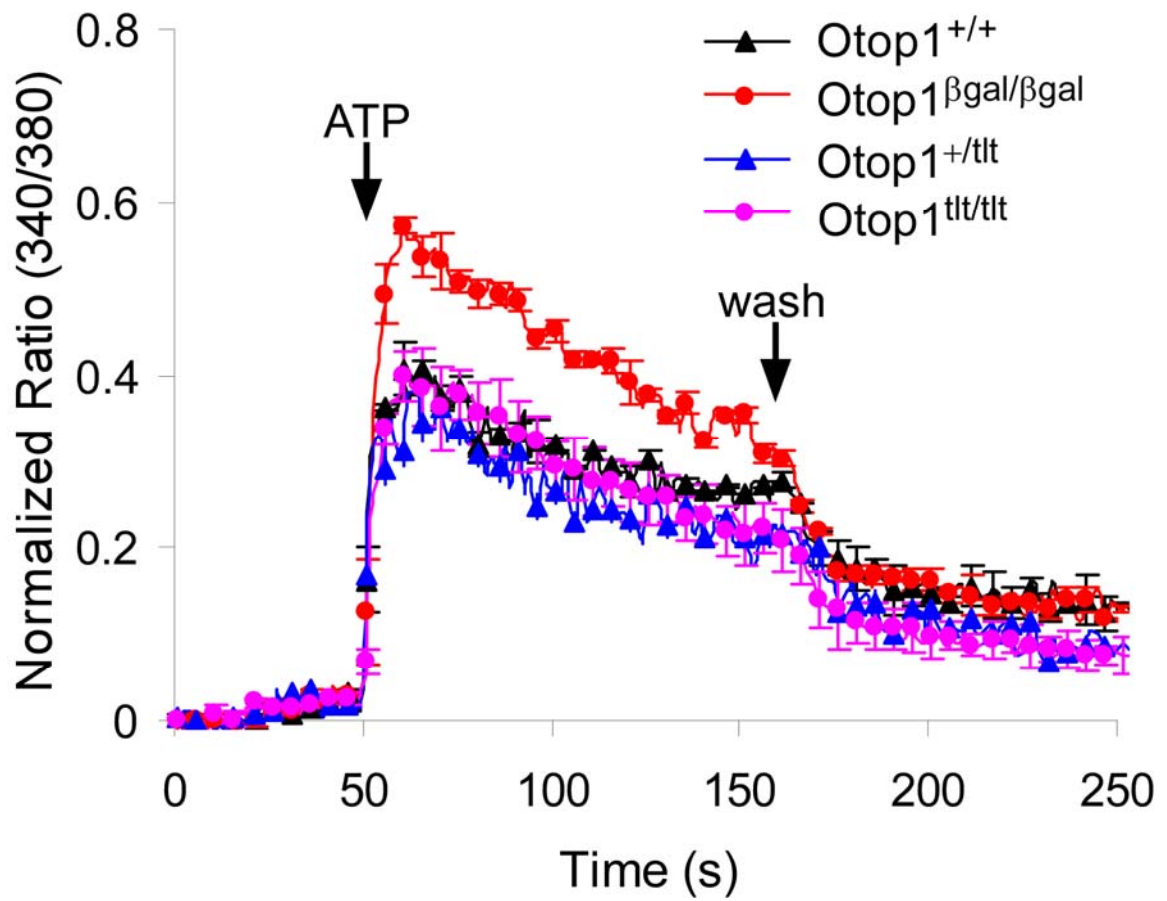 0.8
0.6
0.4
0.2
0
Normalized Ratio (340/380)
ATP
wash
Otop1+/+
Otop1βgal/βgal
Otop1+/tlt
Otop1tlt/tlt
0 50 100 150 200 250
Time (s)